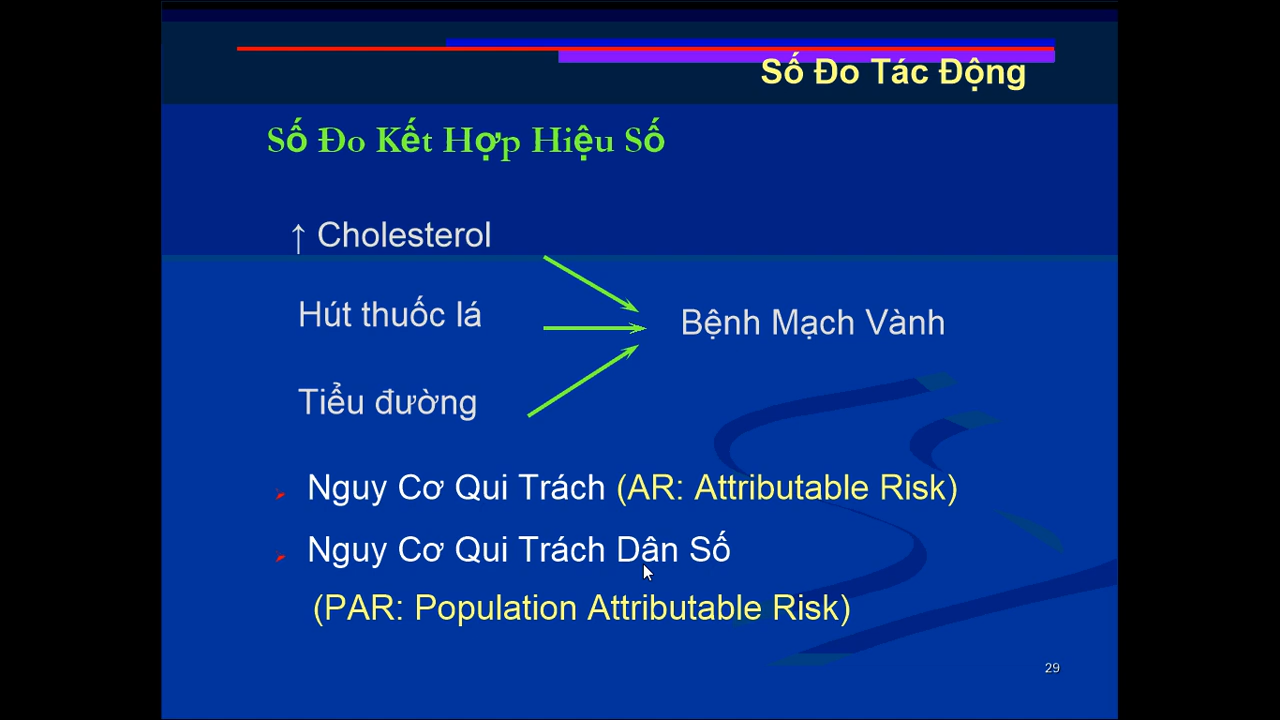 Số Đo Tác Động
Số Đo Kết Hợp Hiệu Số
↑ Cholesterol
Hút thuốc lá
Bệnh Mạch Vành
Tiểu đường
Nguy Cơ Qui Trách (AR: Attributable Risk)
Nguy Cơ Qui Trách Dân Số
(PAR: Population Attributable Risk)
29